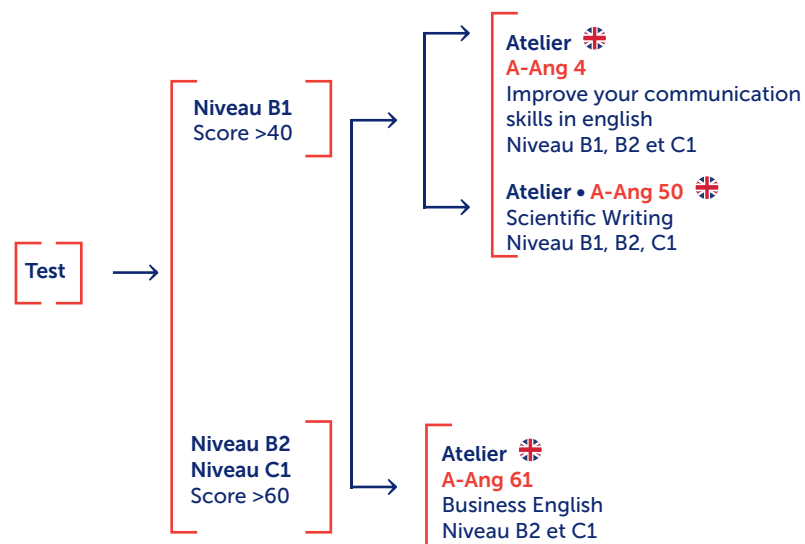 Test
Niveau B1
Score >40
Niveau B2
Niveau C1
Score >60
Atelier
A-Ang 4
Improve your communication
skills in english
Niveau B1, B2 et C1
Atelier • A-Ang 50
Scientific Writing
Niveau B1, B2, C1
Atelier
A-Ang 61
Business English
Niveau B2 et C1